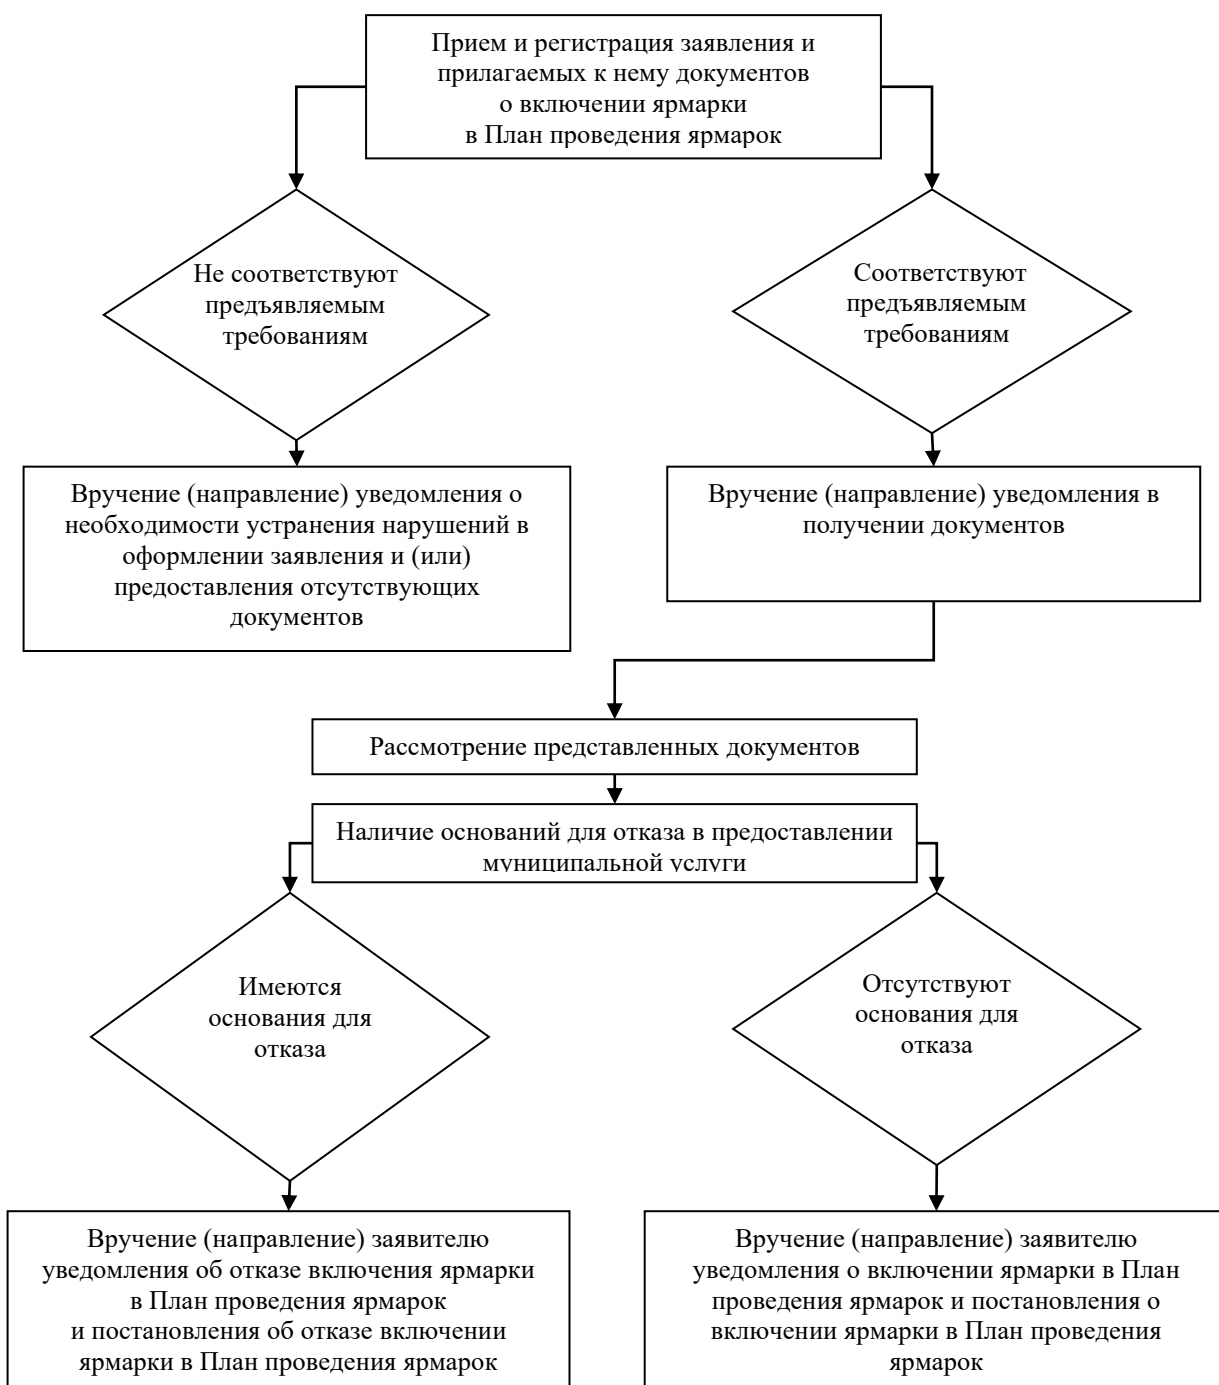 Прием и регистрация заявления и
прилагаемых к нему документов
о включении ярмарки
в План проведения ярмарок
Не соответствуют
предъявляемым
требованиям
Соответствуют
предъявляемым
требованиям
Вручение (направление) уведомления о
необходимости устранения нарушений в
оформлении заявления и (или)
предоставления отсутствующих
документов
Вручение (направление) уведомления в
получении документов
Рассмотрение представленных документов
Наличие оснований для отказа в предоставлении
муниципальной услуги
Имеются
основания для
отказа
Отсутствуют
основания для
отказа
Вручение (направление) заявителю
уведомления об отказе включения ярмарки
в План проведения ярмарок
и постановления об отказе включении
ярмарки в План проведения ярмарок
Вручение (направление) заявителю
уведомления о включении ярмарки в План
проведения ярмарок и постановления о
включении ярмарки в План проведения
ярмарок